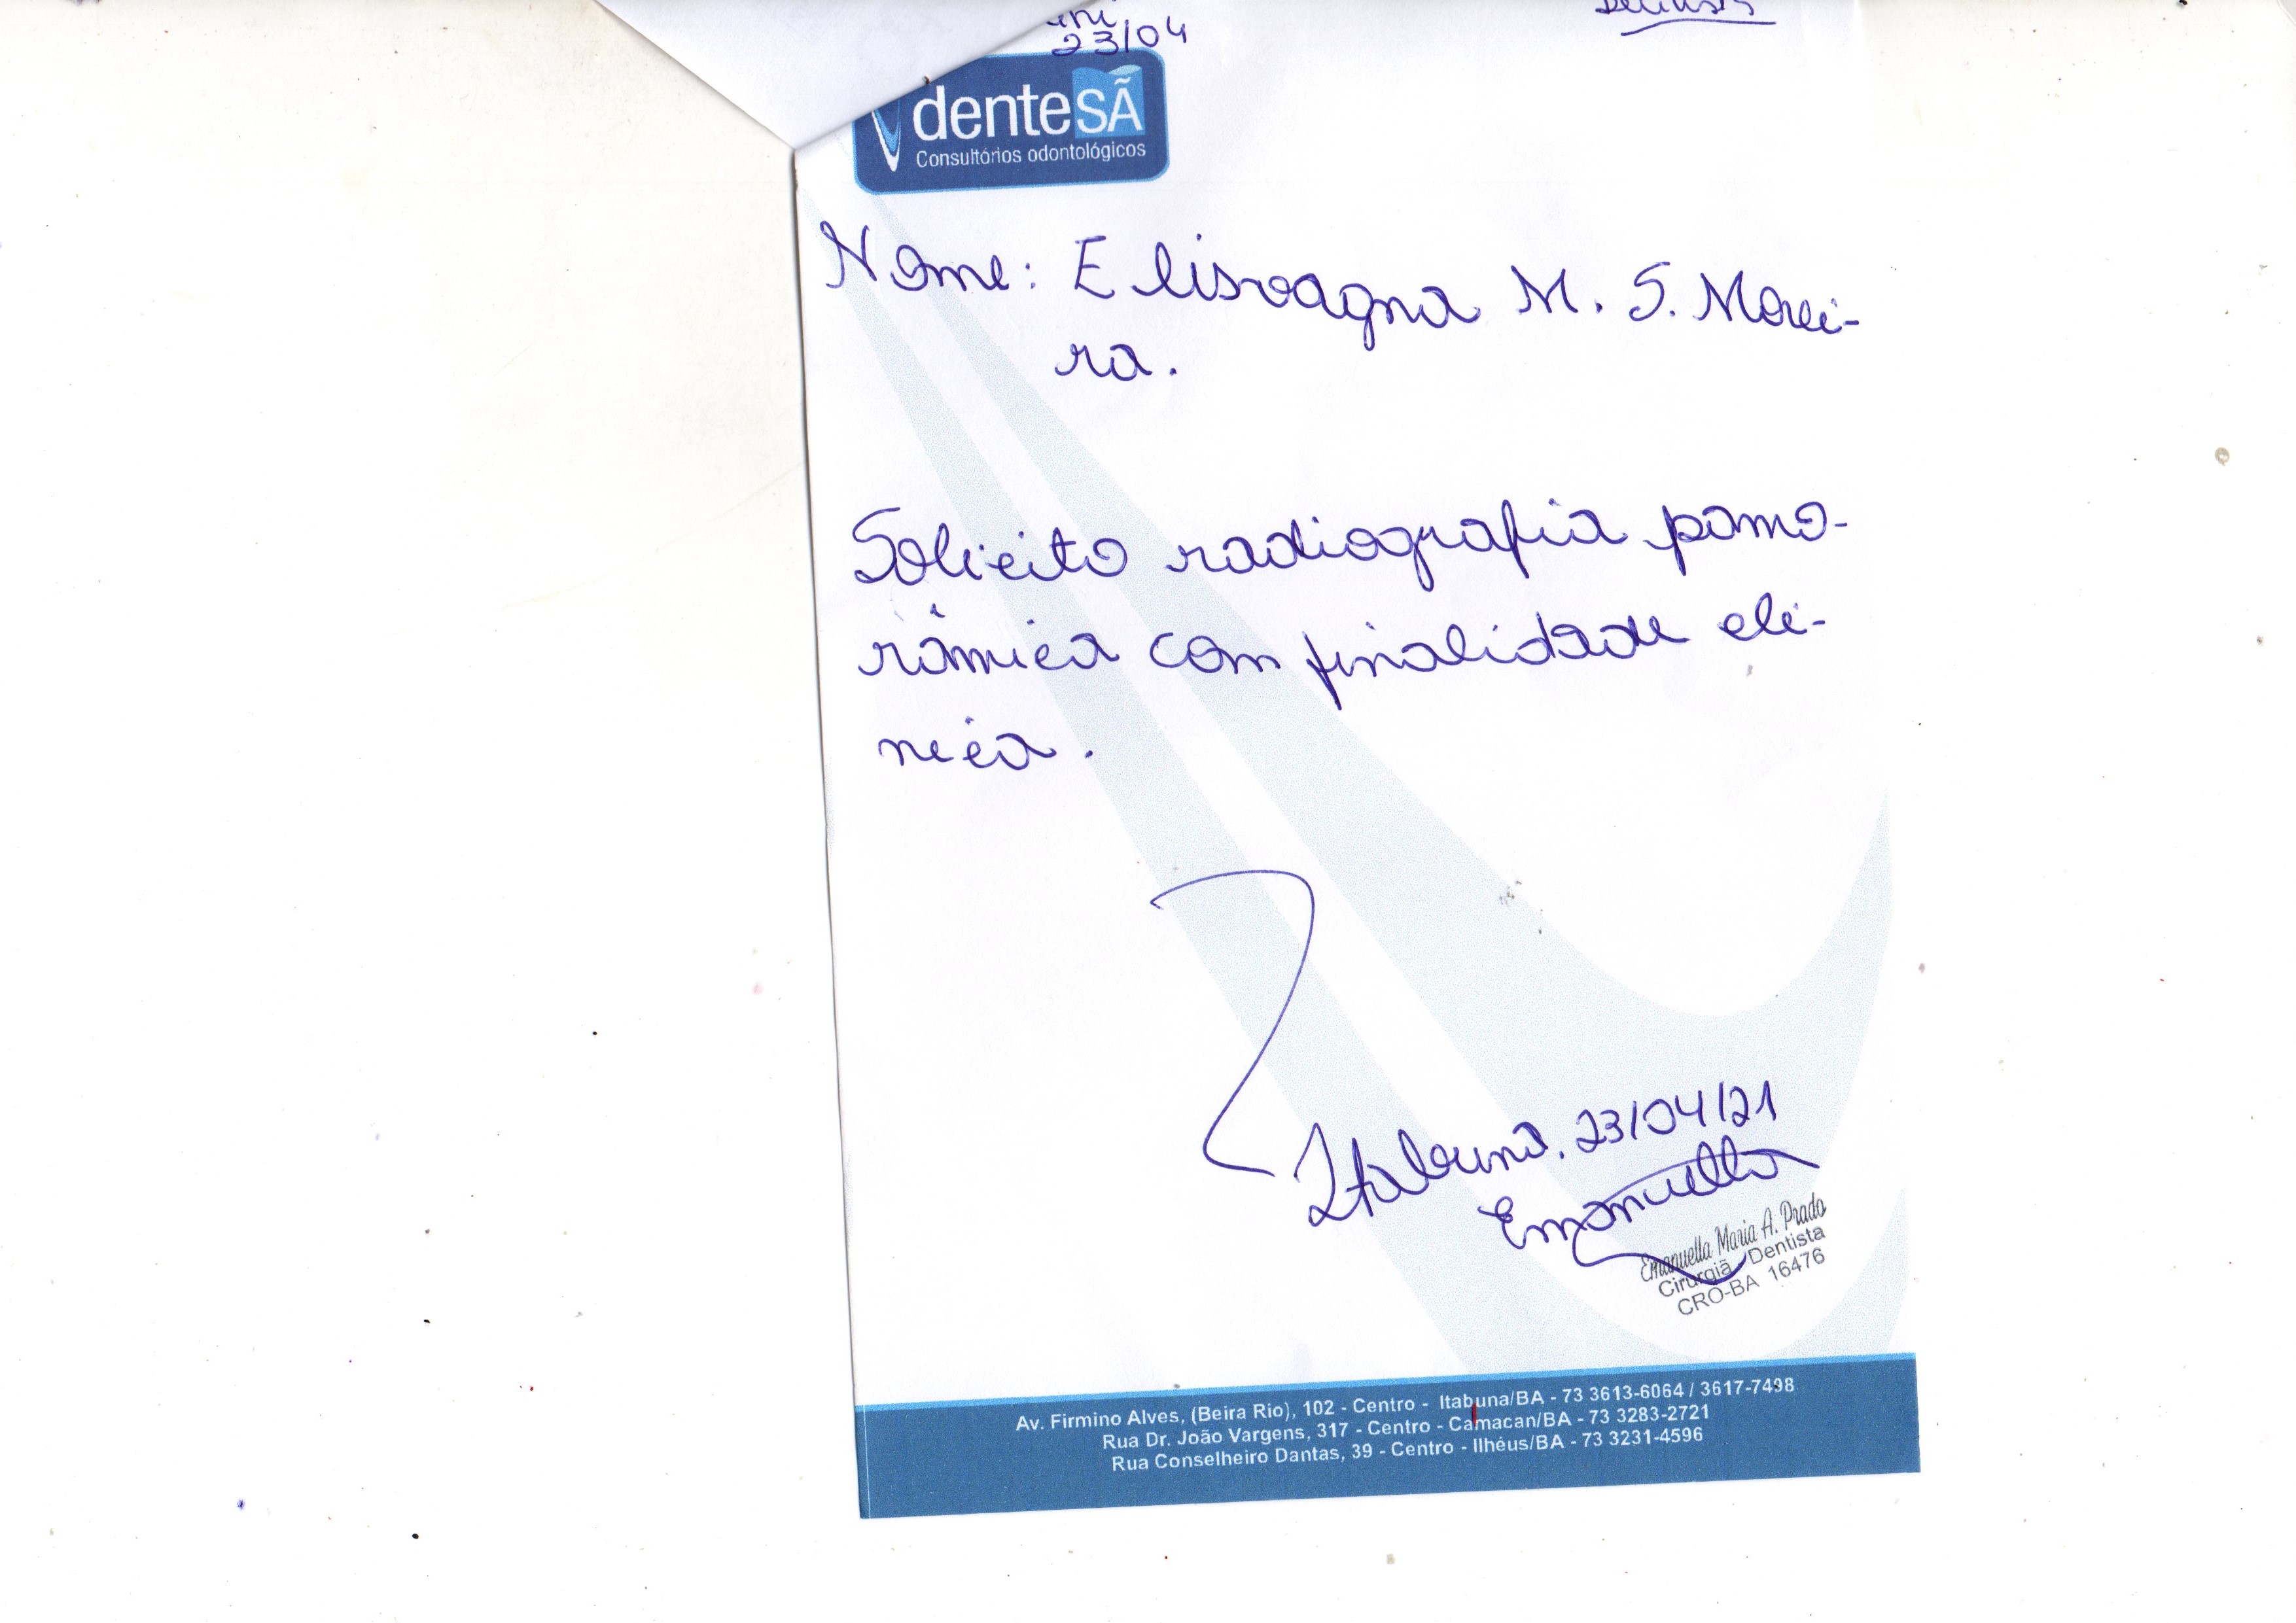 23/04
denteSÃ
Consultórios odontológicos
Nome: Elisvagna M. S. Morei-
ra.
Solicito radiografia pano-
râmica com finalidade clí-
nica.
Itabuna, 23/04/21
Emanuella
Emanuella Maria A. Prado
Cirurgiã - Dentista
CRO-BA 16476
Av. Firmino Alves, (Beira Rio), 102 - Centro - Itabuna/BA - 73 3613-6064 / 3617-7498
Rua Dr. João Vargens, 317 - Centro - Camacan/BA - 73 3283-2721
Rua Conselheiro Dantas, 39 - Centro - Ilhéus/BA - 73 3231-4596